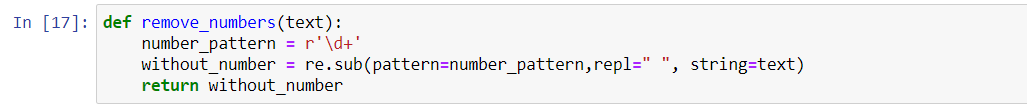 In [17]: def remove_numbers(text):
    number_pattern = r'\d+'
    without_number = re.sub(pattern=number_pattern,repl=" ", string=text)
    return without_number